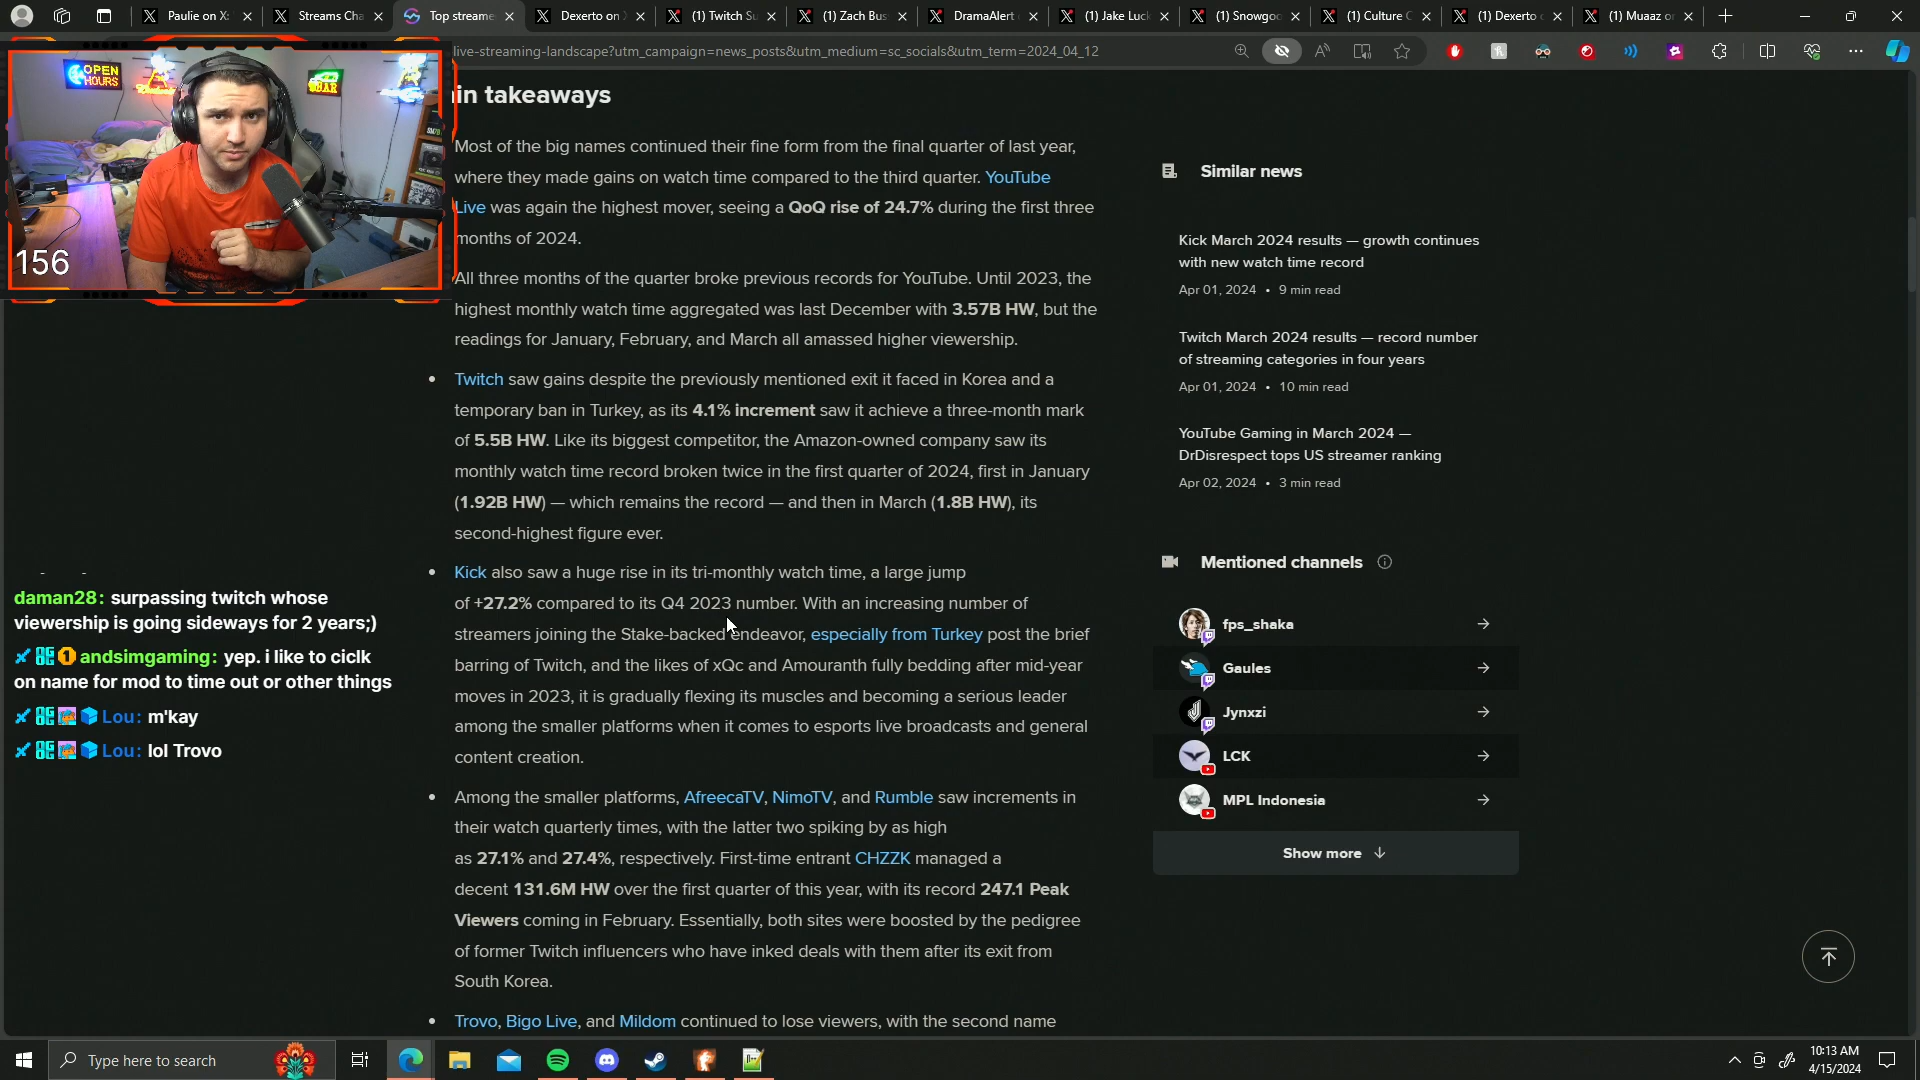 Paulie on X:
Streams Cha
Top streame
Dexerto on
(1) Twitch Su
(1) Zach Bus
DramaAlert
(1) Jake Luck
(1) Snowgoo
(1) Culture C
(1) Dexerto
(1) Muaaz o
live-streaming-landscape?utm_campaign=news_posts&utm_medium=sc_socials&utm_term=2024_04_12
OPEN
HOURS
BAR
156
in takeaways
Most of the big names continued their fine form from the final quarter of last year,
where they made gains on watch time compared to the third quarter. YouTube
Live was again the highest mover, seeing a QoQ rise of 24.7% during the first three
months of 2024.
All three months of the quarter broke previous records for YouTube. Until 2023, the
highest monthly watch time aggregated was last December with 3.57B HW, but the
readings for January, February, and March all amassed higher viewership.
Twitch saw gains despite the previously mentioned exit it faced in Korea and a
temporary ban in Turkey, as its 4.1% increment saw it achieve a three-month mark
of 5.5B HW. Like its biggest competitor, the Amazon-owned company saw its
monthly watch time record broken twice in the first quarter of 2024, first in January
(1.92B HW) — which remains the record — and then in March (1.8B HW), its
second-highest figure ever.
Kick also saw a huge rise in its tri-monthly watch time, a large jump
of +27.2% compared to its Q4 2023 number. With an increasing number of
streamers joining the Stake-backed endeavor, especially from Turkey post the brief
barring of Twitch, and the likes of xQc and Amouranth fully bedding after mid-year
moves in 2023, it is gradually flexing its muscles and becoming a serious leader
among the smaller platforms when it comes to esports live broadcasts and general
content creation.
Among the smaller platforms, AfreecaTV, NimoTV, and Rumble saw increments in
their watch quarterly times, with the latter two spiking by as high
as 27.1% and 27.4%, respectively. First-time entrant CHZZK managed a
decent 131.6M HW over the first quarter of this year, with its record 247.1 Peak
Viewers coming in February. Essentially, both sites were boosted by the pedigree
of former Twitch influencers who have inked deals with them after its exit from
South Korea.
Trovo, Bigo Live, and Mildom continued to lose viewers, with the second name
Similar news
Kick March 2024 results — growth continues
with new watch time record
Apr 01, 2024 • 9 min read
Twitch March 2024 results — record number
of streaming categories in four years
Apr 01, 2024 • 10 min read
YouTube Gaming in March 2024 —
DrDisrespect tops US streamer ranking
Apr 02, 2024 • 3 min read
Mentioned channels
fps_shaka
Gaules
Jynxzi
LCK
MPL Indonesia
Show more
daman28: surpassing twitch whose
viewership is going sideways for 2 years;)
andsimgaming: yep. i like to ciclk
on name for mod to time out or other things
Lou: m'kay
Lou: lol Trovo
Type here to search
10:13 AM
4/15/2024